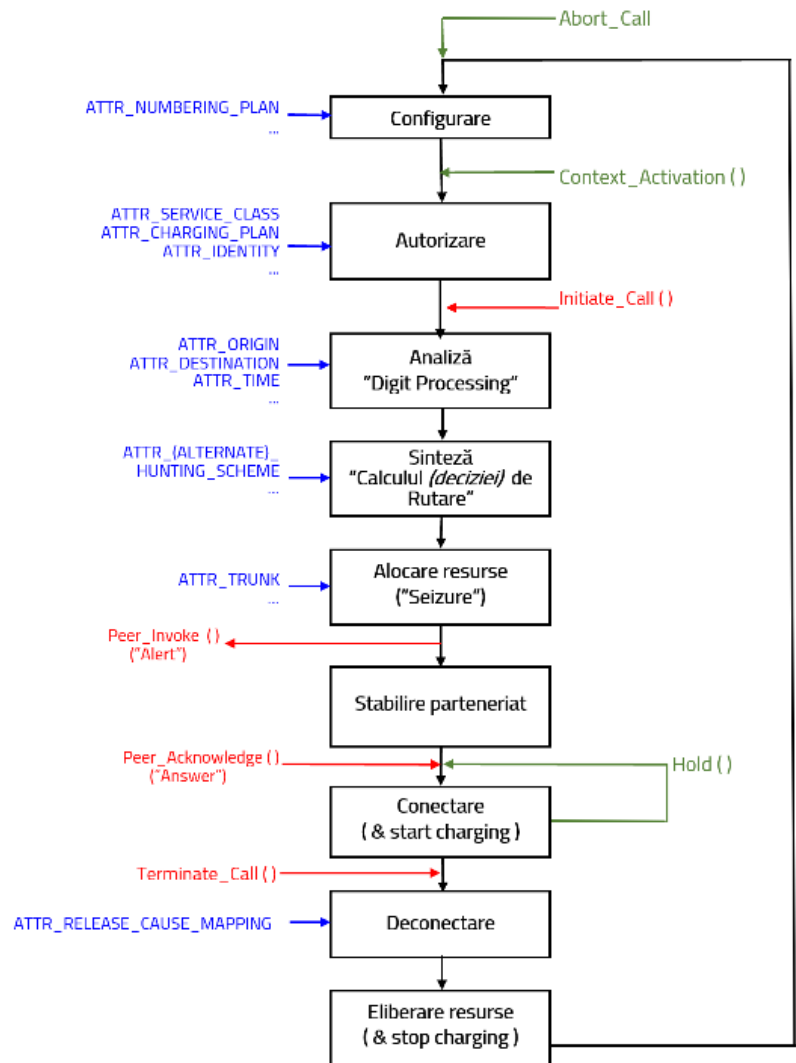 Abort_Call
ATTR_NUMBERING_PLAN
...
Configurare
Context_Activation ( )
ATTR_SERVICE_CLASS
ATTR_CHARGING_PLAN
ATTR_IDENTITY
...
Autorizare
Initiate_Call ( )
ATTR_ORIGIN
ATTR_DESTINATION
ATTR_TIME
...
Analiză
”Digit Processing”
ATTR_(ALTERNATE)_
HUNTING_SCHEME
...
Sinteză
”Calculul (deciziei) de
Rutare”
ATTR_TRUNK
...
Alocare resurse
(”Seizure”)
Peer_Invoke ( )
(”Alert”)
Stabilire parteneriat
Peer_Acknowledge ( )
(”Answer”)
Hold ( )
Conectare
( & start charging )
Terminate_Call ( )
ATTR_RELEASE_CAUSE_MAPPING
Deconectare
Eliberare resurse
( & stop charging )